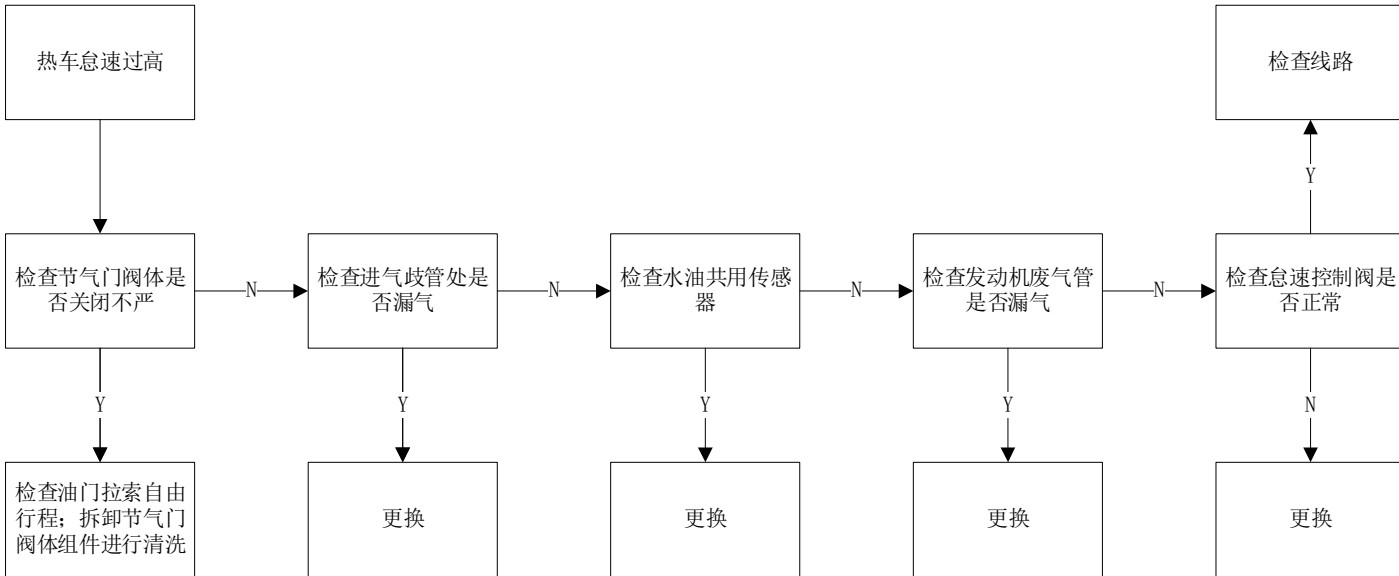 热车怠速过高
检查线路
Y
检查节气门阀体是
否关闭不严
N
检查进气歧管处是
否漏气
N
检查水油共用传感
器
N
检查发动机废气管
是否漏气
N
检查怠速控制阀是
否正常
Y
Y
Y
Y
N
检查油门拉索自由
行程；拆卸节气门
阀体组件进行清洗
更换
更换
更换
更换